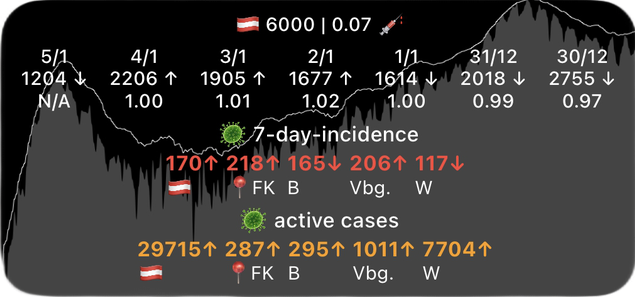 🇦🇹 6000 | 0.07 💉
5/1 4/1 3/1 2/1 1/1 31/12 30/12
1204 ↓ 2206 ↑ 1905 ↑ 1677 ↑ 1614 ↓ 2018 ↓ 2755 ↓
N/A 1.00 1.01 1.02 1.00 0.99 0.97
🦠 7-day-incidence
170↑ 218↑ 165↓ 206↑ 117↓
🇦🇹 📍FK B Vbg. W
🦠 active cases
29715↑ 287↑ 295↑ 1011↑ 7704↑
🇦🇹 📍FK B Vbg. W